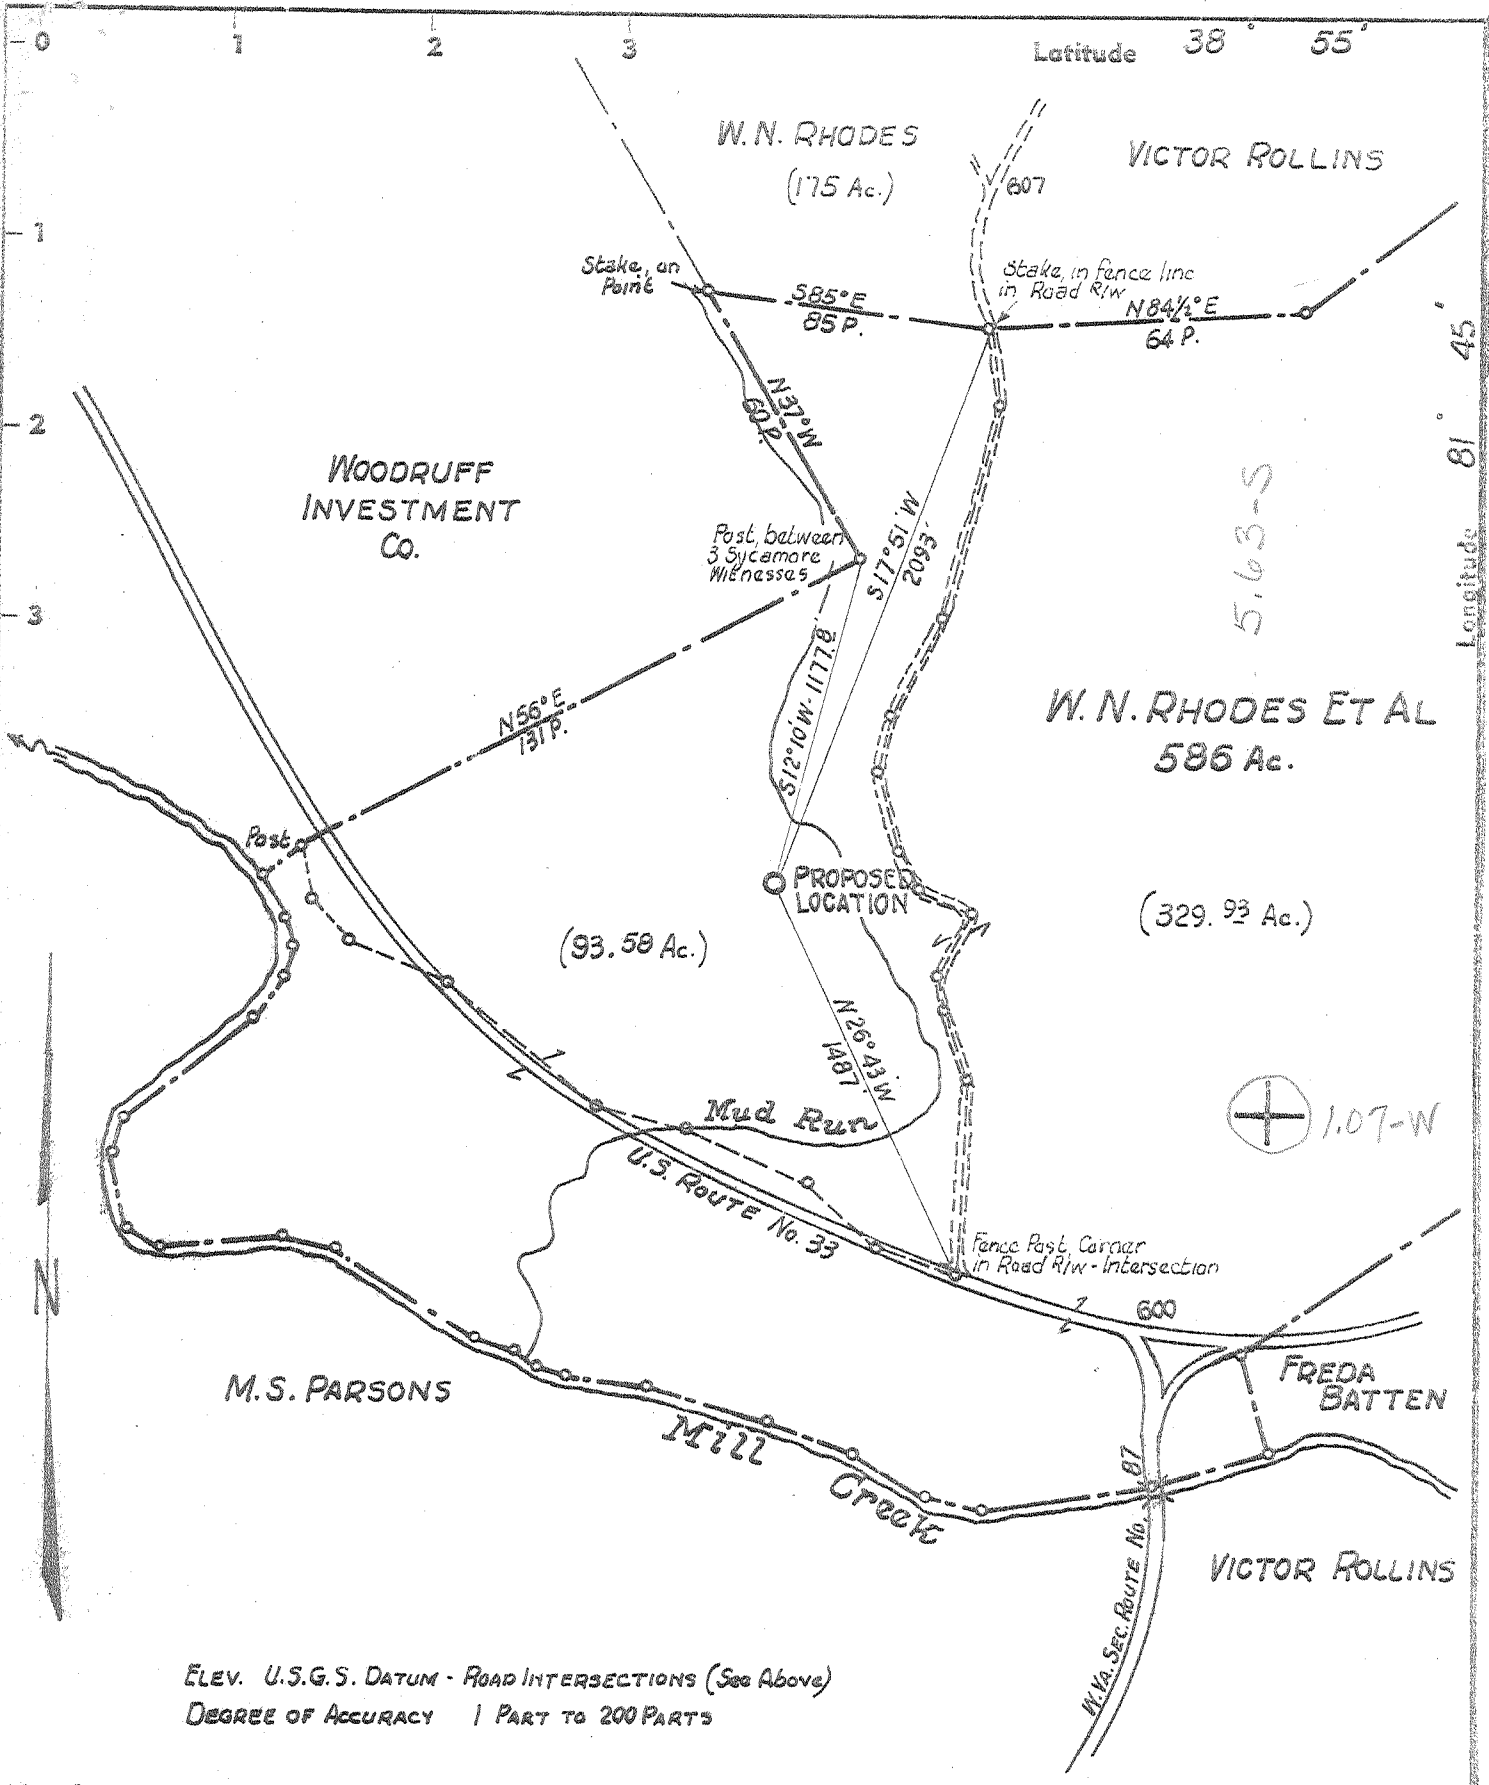 0 1 2 3 Latitude 38° 55'
W.N. RHODES
(175 Ac.)
VICTOR ROLLINS
607
1
Stake, on
Point
S85°E
85 P.
Stake, in fence line
in Road R/W
N84½°E
64 P.
Longitude 81° 45'
N37°W
60 P.
2
WOODRUFF
INVESTMENT
CO.
5.63-S
Post, between
3 Sycamore
Witnesses
S17°51'W
2093'
3
S12°10'W-1177.8'
N56°E
131 P.
W.N. RHODES ET AL
586 Ac.
Post
PROPOSED
LOCATION
(329.93 Ac.)
(93.58 Ac.)
N26°43'W
1487'
Mud Run
1.07-W
U.S. ROUTE No. 33
Fence Post, Corner
in Road R/W-Intersection
N
600
FREDA
BATTEN
M.S. PARSONS
Mill
Creek
W.VA. SEC. ROUTE No. 87
VICTOR ROLLINS
ELEV. U.S.G.S. DATUM - ROAD INTERSECTIONS (See Above)
DEGREE OF ACCURACY 1 PART TO 200 PARTS